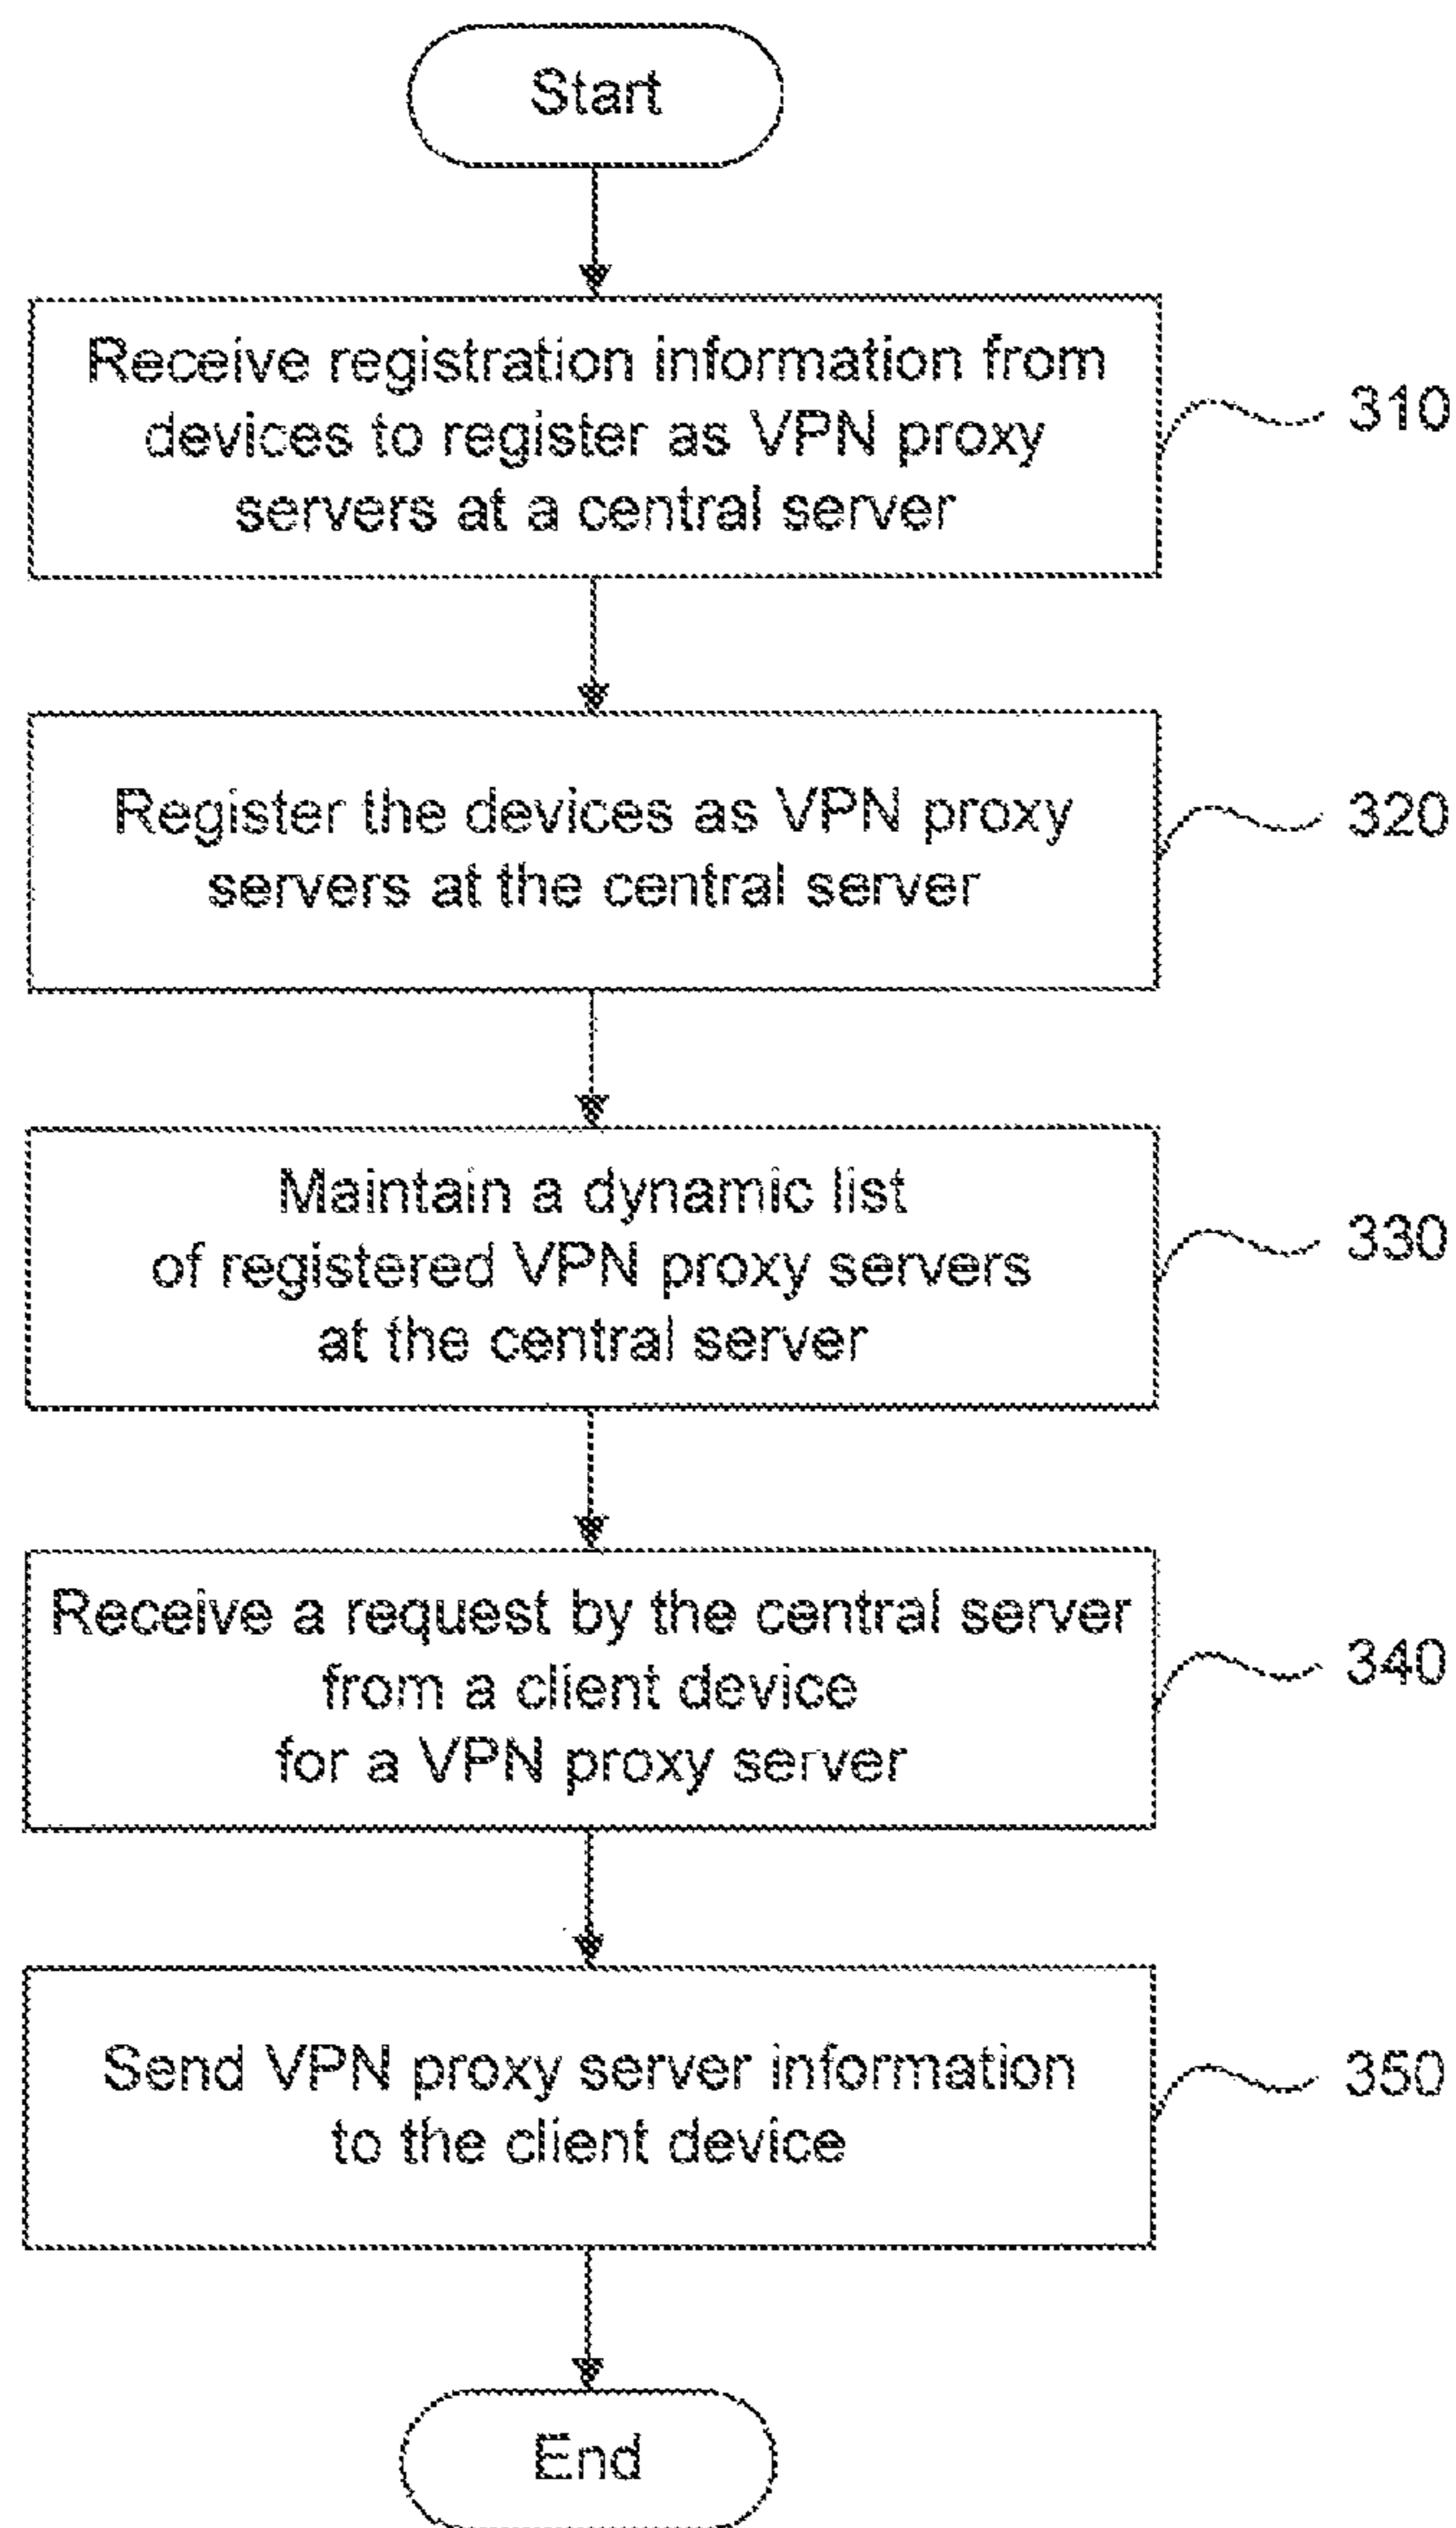 Start
Receive registration information from
devices to register as VPN proxy
servers at a central server
310
Register the devices as VPN proxy
servers at the central server
320
Maintain a dynamic list
of registered VPN proxy servers
at the central server
330
Receive a request by the central server
from a client device
for a VPN proxy server
340
Send VPN proxy server information
to the client device
350
End